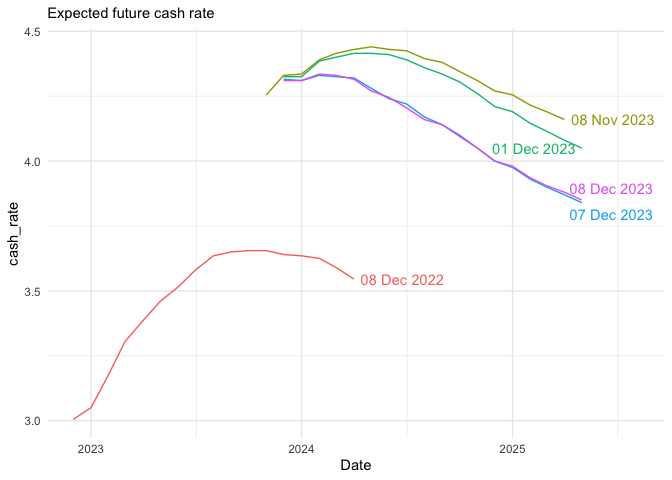 Expected future cash rate
cash_rate
4.5
4.0
3.5
3.0
08 Nov 2023
01 Dec 2023
08 Dec 2023
07 Dec 2023
08 Dec 2022
2023
2024
2025
Date